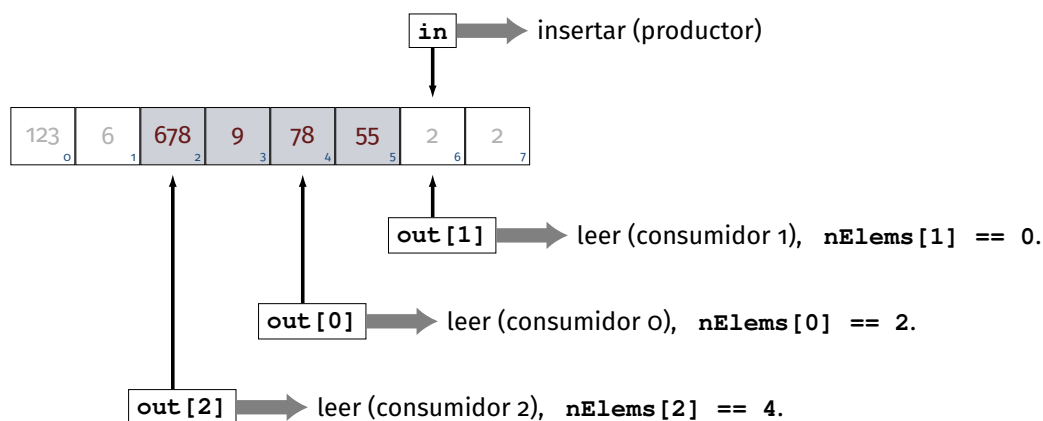 in insertar (productor)
123 6 678 9 78 55 2 2
0 1 2 3 4 5 6 7
out[1] leer (consumidor 1), nElems[1] == 0.
out[0] leer (consumidor 0), nElems[0] == 2.
out[2] leer (consumidor 2), nElems[2] == 4.